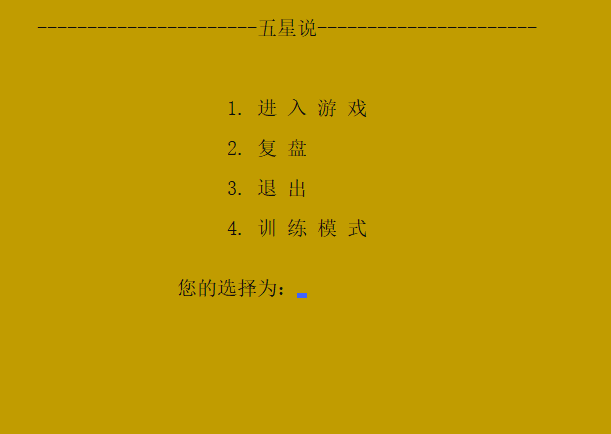 ----------------------五星说----------------------
1. 进 入 游 戏
2. 复 盘
3. 退 出
4. 训 练 模 式
您的选择为：